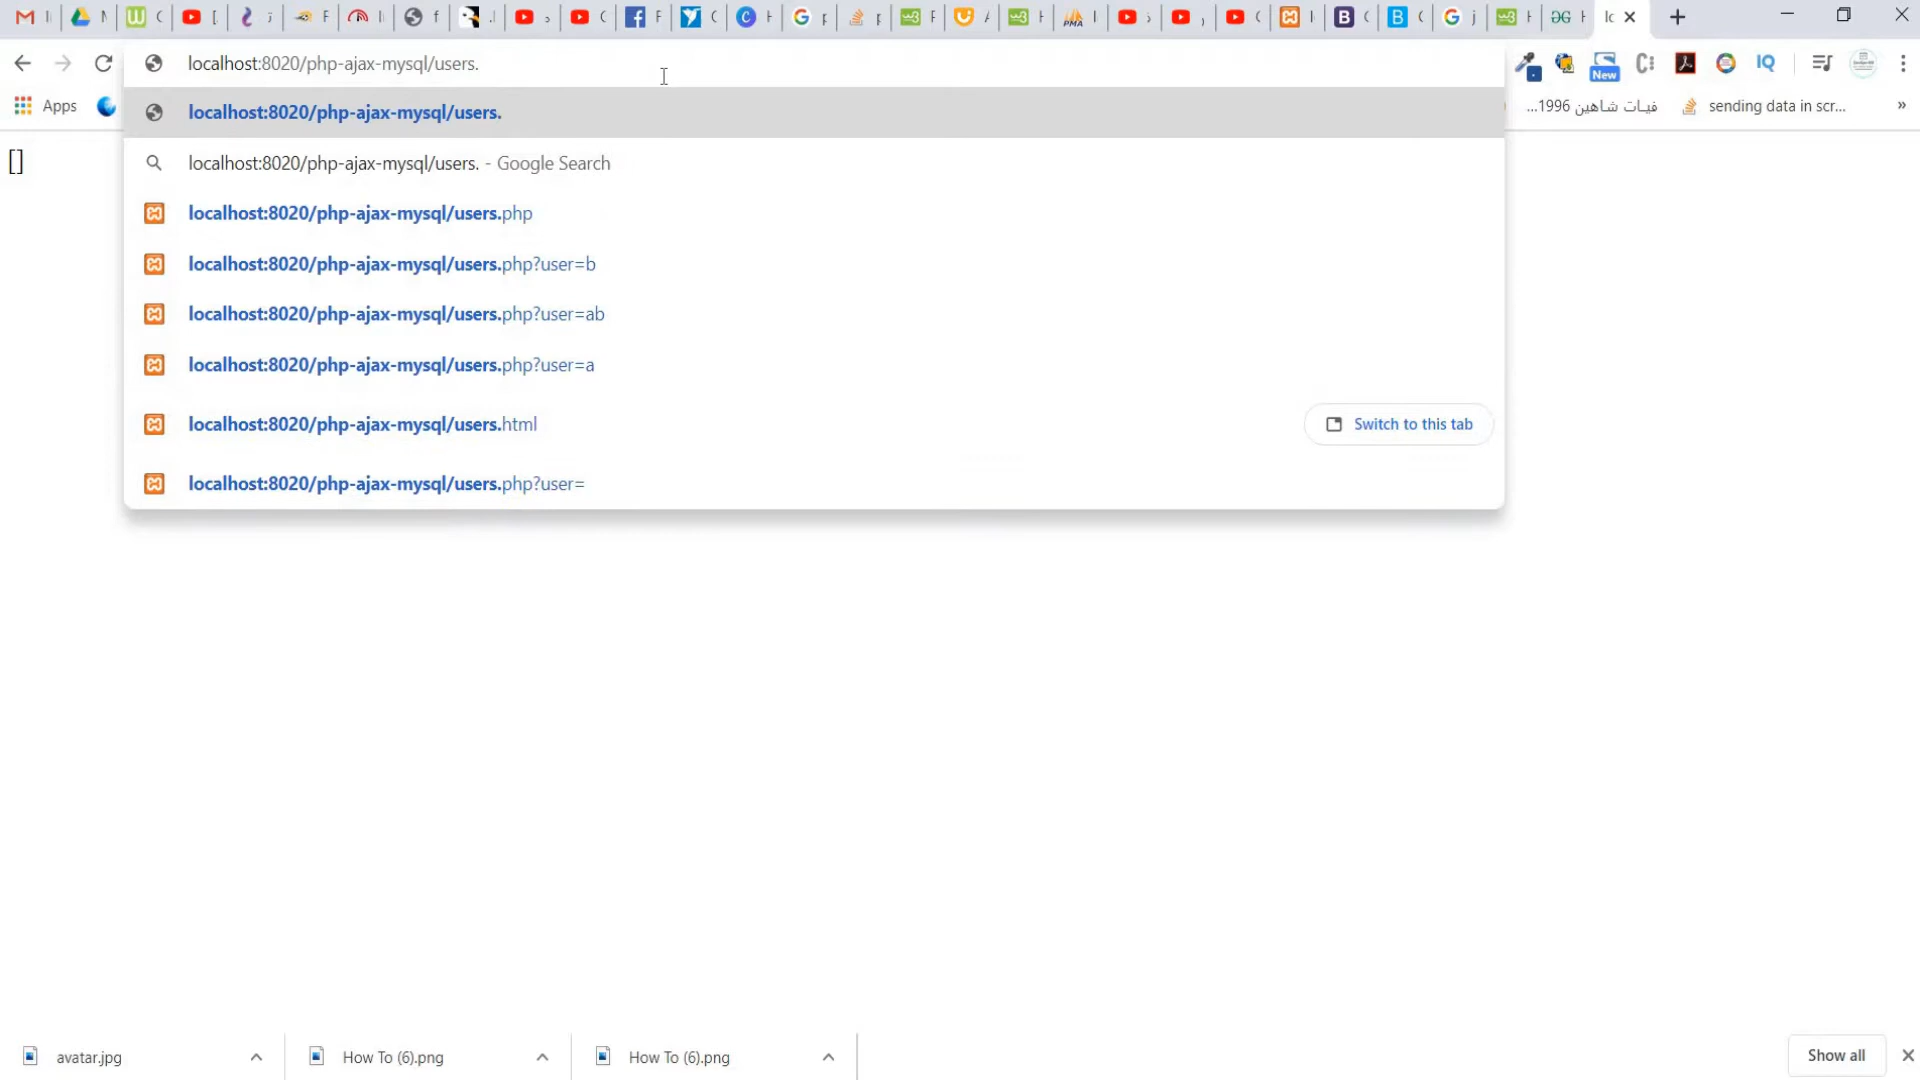 localhost:8020/php-ajax-mysql/users.
New
Apps
localhost:8020/php-ajax-mysql/users.
فيات شاهين 1996...
sending data in scr...
»
[]
localhost:8020/php-ajax-mysql/users. - Google Search
localhost:8020/php-ajax-mysql/users.php
localhost:8020/php-ajax-mysql/users.php?user=b
localhost:8020/php-ajax-mysql/users.php?user=ab
localhost:8020/php-ajax-mysql/users.php?user=a
localhost:8020/php-ajax-mysql/users.html
Switch to this tab
localhost:8020/php-ajax-mysql/users.php?user=
avatar.jpg
How To (6).png
How To (6).png
Show all